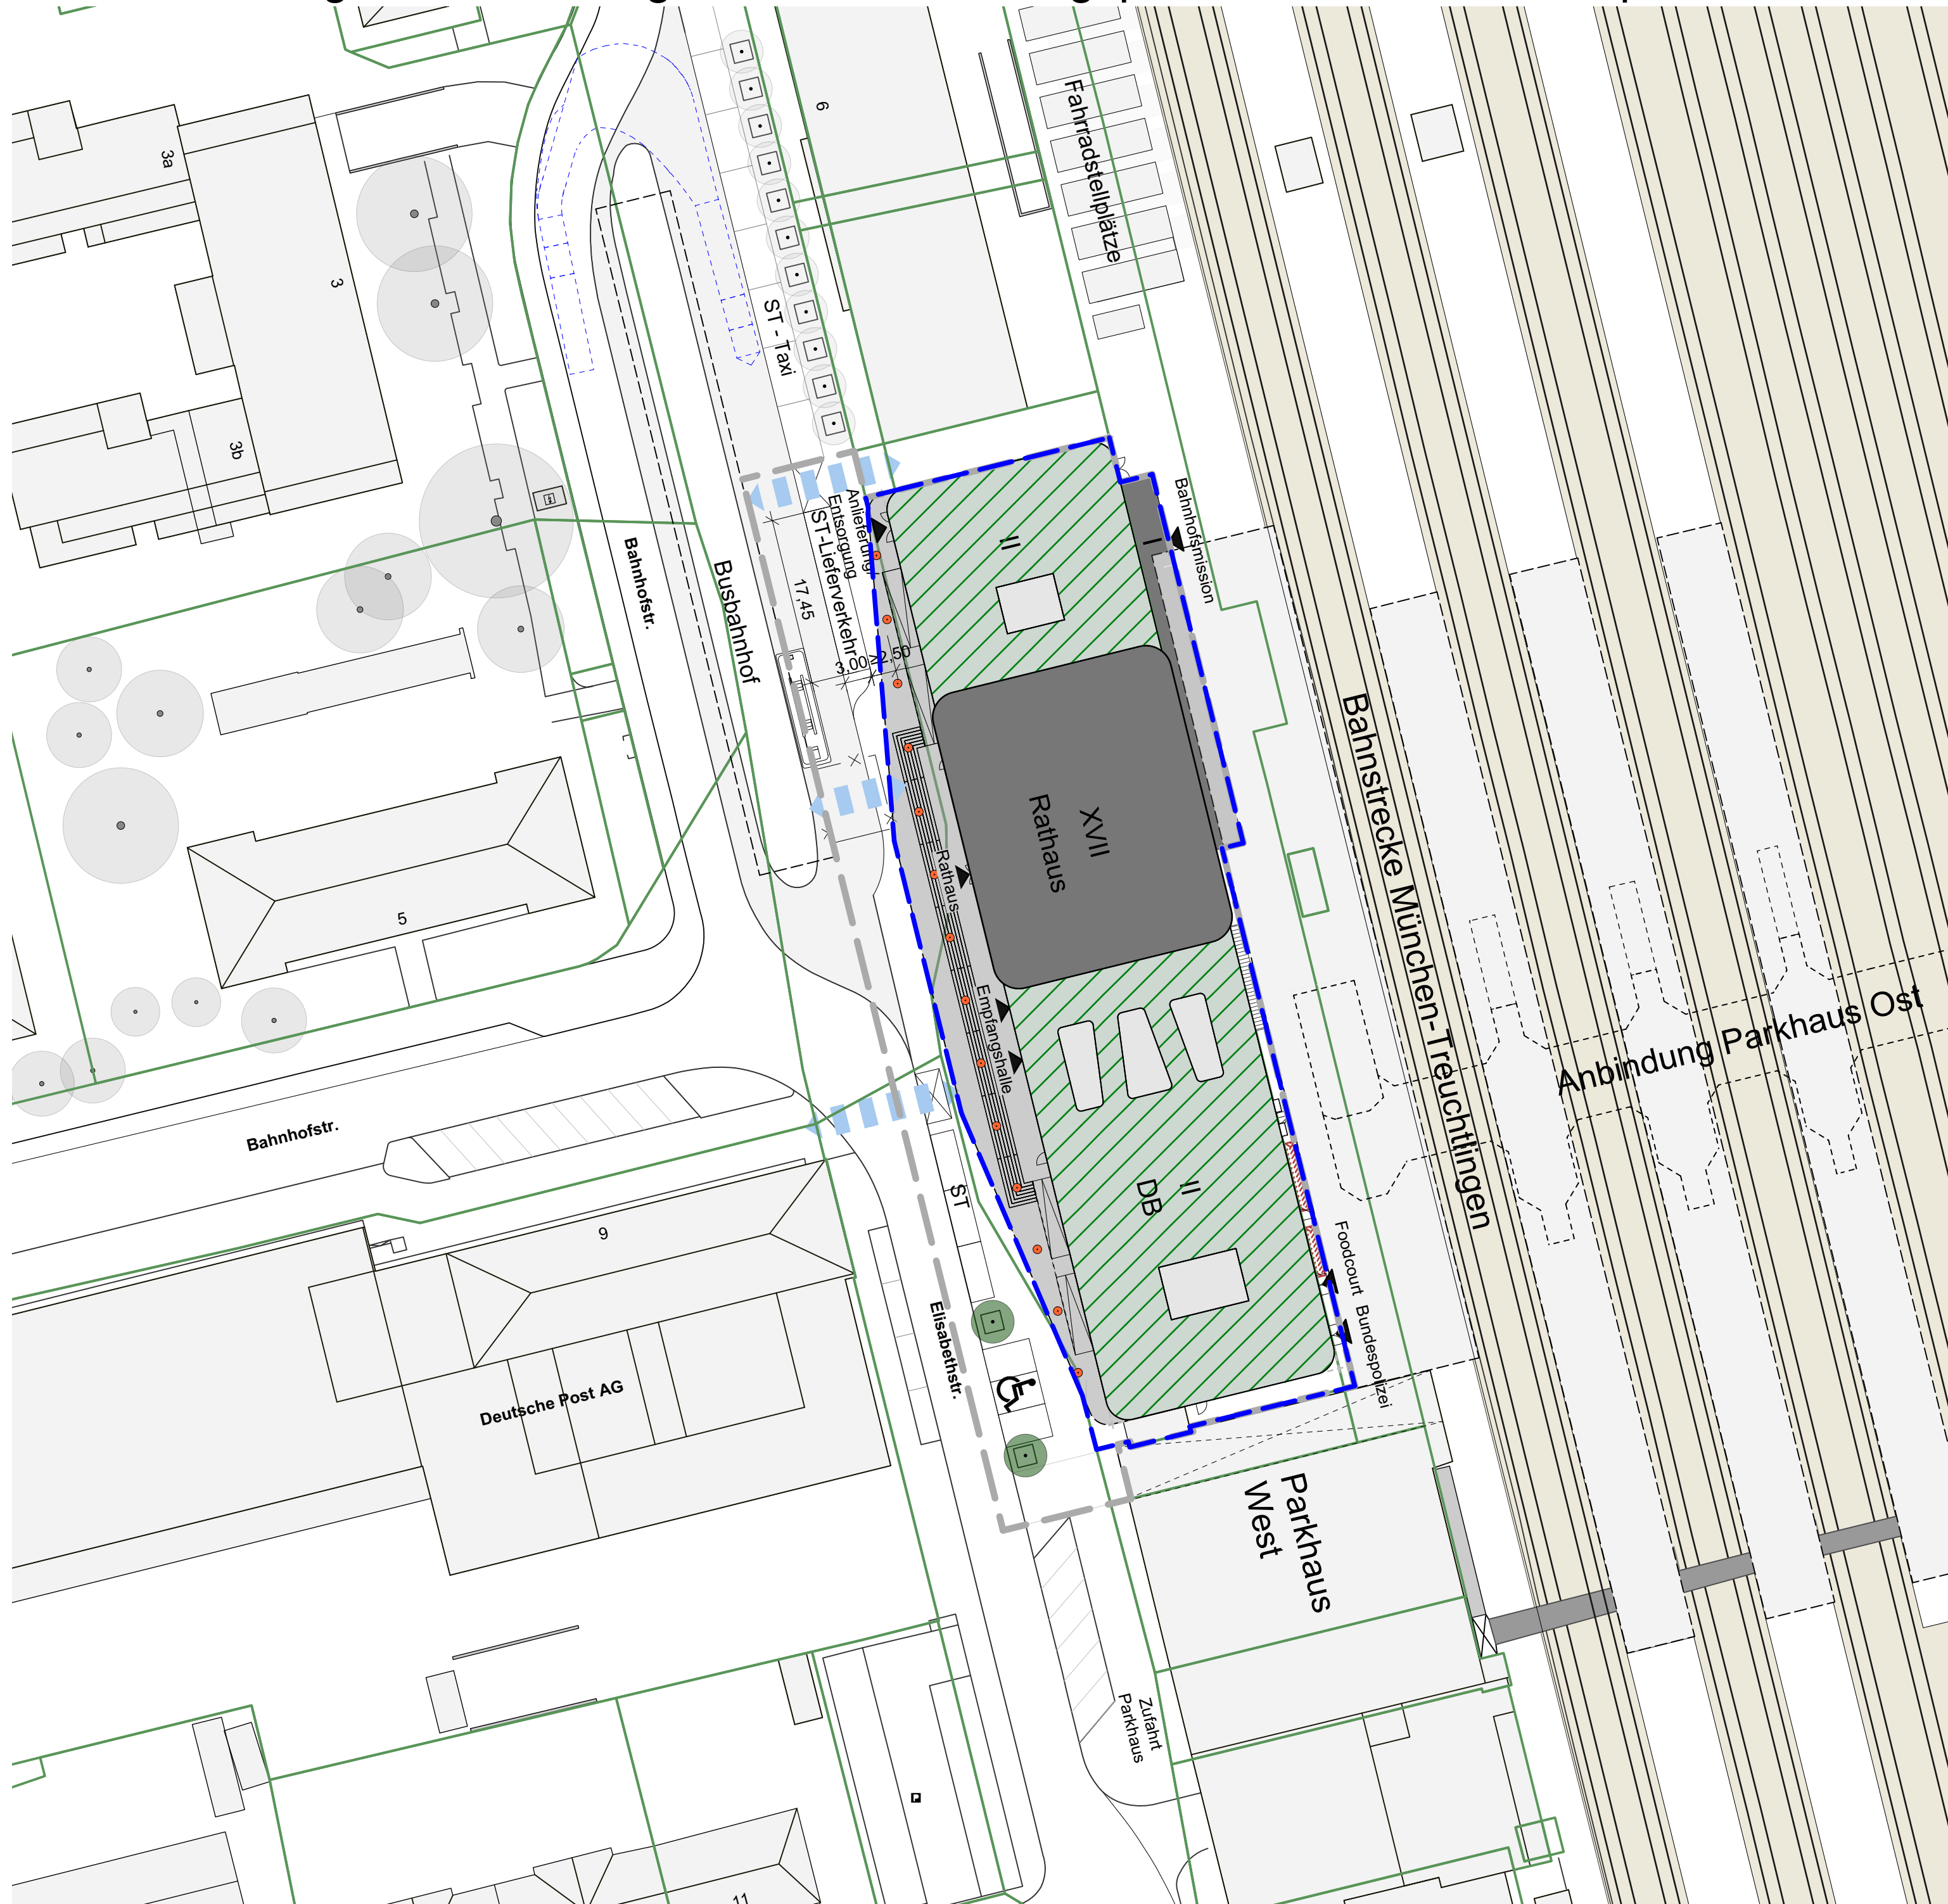 6
Fahrradstellplätze
3a
3
3b
ST - Taxi
Bahnhofstr.
Busbahnhof
Anlieferung/
Entsorgung
ST-Lieferverkehr
17,45
3,00
≥2,50
II
I
Bahnhofsmission
XVII
Rathaus
Rathaus
Empfangshalle
Bahnstrecke München-Treuchtlingen
Anbindung Parkhaus Ost
5
Bahnhofstr.
ST
II
DB
Foodcourt
Bundespolizei
9
Deutsche Post AG
Elisabethstr.
Parkhaus
West
Zufahrt
Parkhaus
11